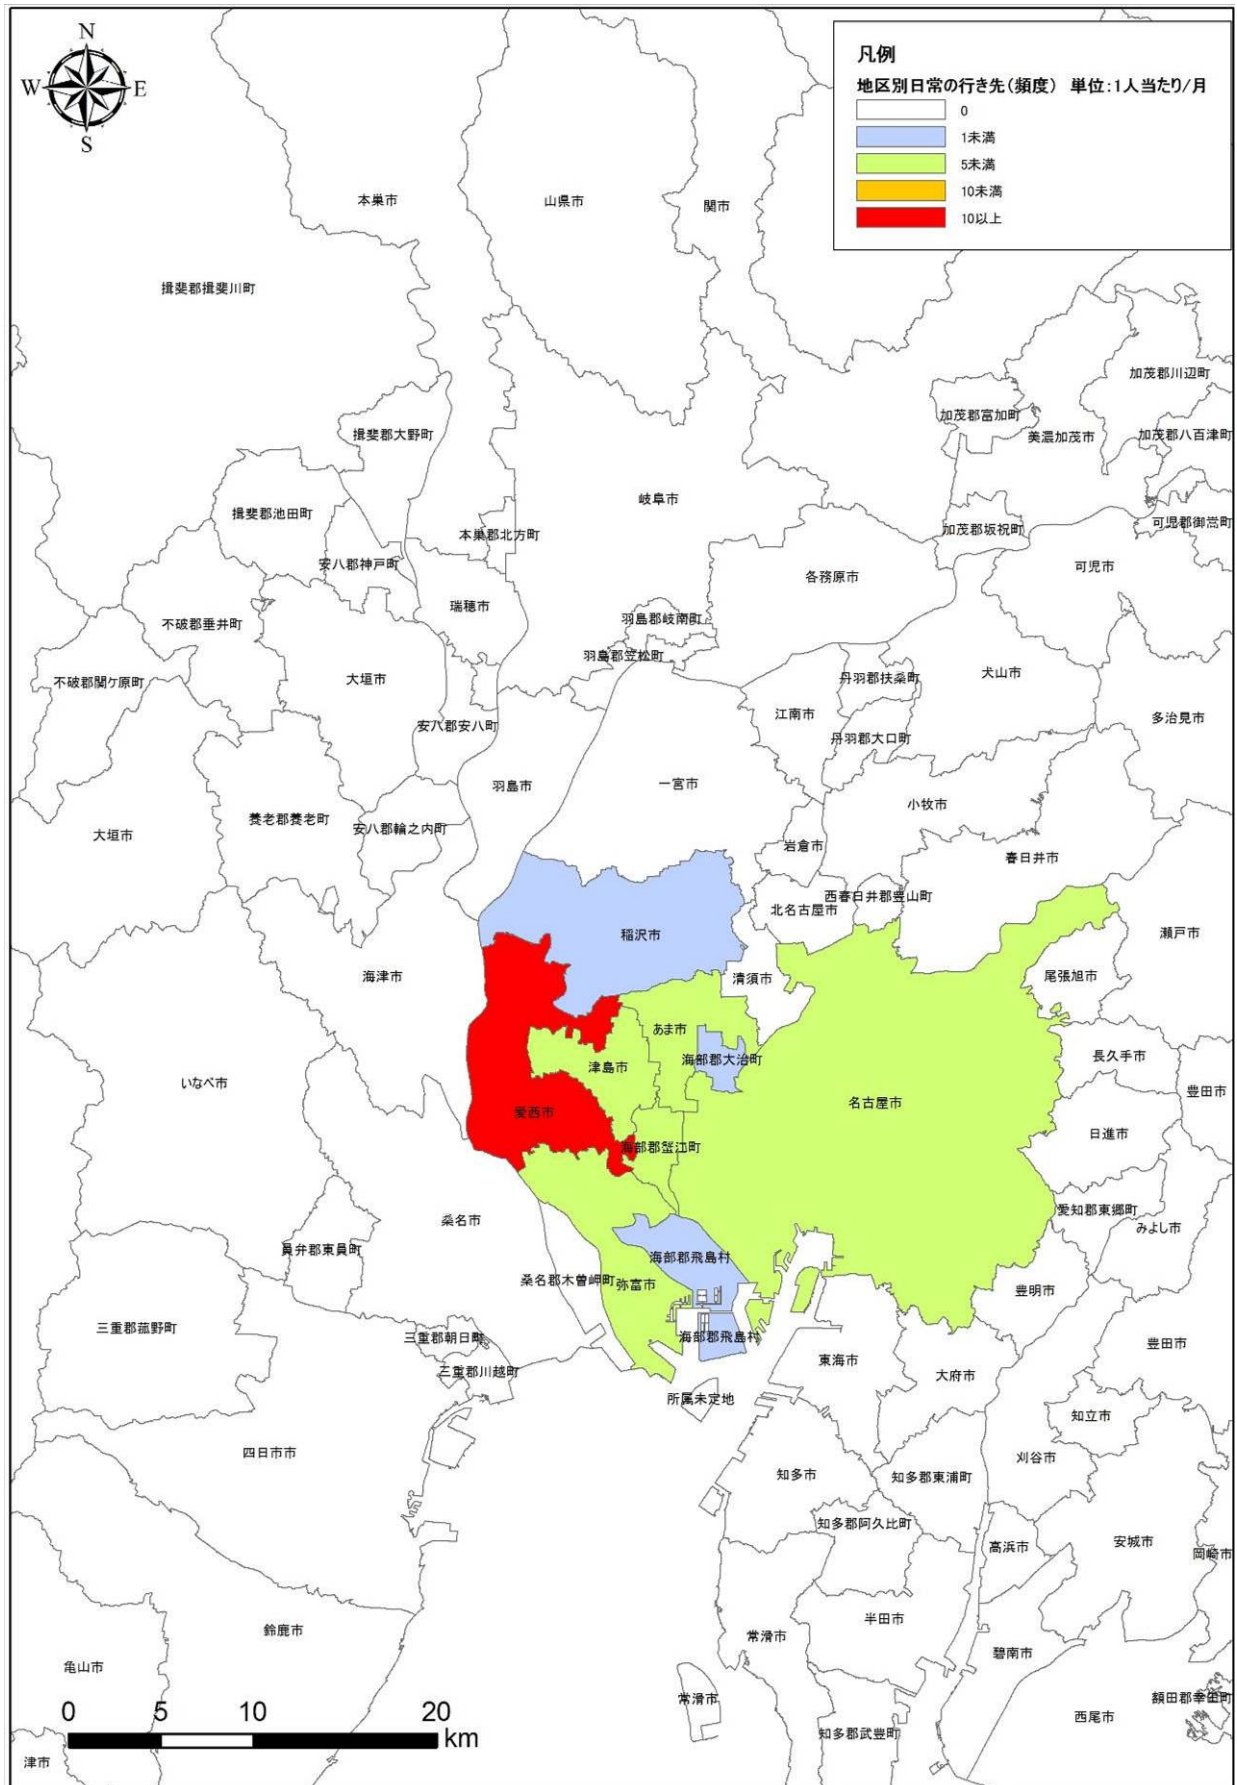 N
W
E
S
凡例
地区別日常の行き先(頻度) 単位:1人当たり/月
0
1未満
5未満
10未満
10以上
本巣市
山県市
関市
揖斐郡揖斐川町
加茂郡川辺町
加茂郡富加町
美濃加茂市
加茂郡八百津町
揖斐郡大野町
岐阜市
揖斐郡池田町
本巣郡北方町
加茂郡坂祝町
可児郡御嵩町
安八郡神戸町
各務原市
可児市
瑞穂市
羽島郡岐南町
不破郡垂井町
羽島郡笠松町
不破郡関ケ原町
大垣市
丹羽郡扶桑町
犬山市
江南市
多治見市
安八郡安八町
丹羽郡大口町
羽島市
一宮市
小牧市
大垣市
養老郡養老町
安八郡輪之内町
岩倉市
春日井市
西春日井郡豊山町
北名古屋市
稲沢市
瀬戸市
海津市
清須市
尾張旭市
あま市
海部郡大治町
長久手市
津島市
いなべ市
豊田市
愛西市
名古屋市
日進市
海部郡蟹江町
愛知郡東郷町
みよし市
桑名市
員弁郡東員町
海部郡飛島村
桑名郡木曽岬町
弥富市
豊明市
三重郡菰野町
三重郡朝日町
海部郡飛島村
豊田市
三重郡川越町
東海市
大府市
所属未定地
知立市
四日市市
刈谷市
知多市
知多郡東浦町
知多郡阿久比町
高浜市
安城市
岡崎市
鈴鹿市
半田市
常滑市
碧南市
亀山市
常滑市
額田郡幸田町
西尾市
知多郡武豊町
津市
0 5 10 20
km